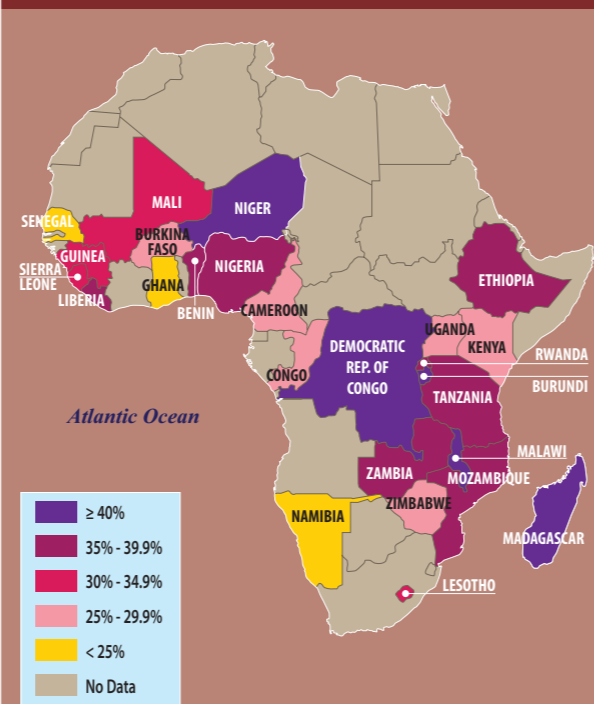 MALI
NIGER
SENEGAL
BURKINA
FASO
GUINEA
SIERRA
LEONE
NIGERIA
ETHIOPIA
GHANA
LIBERIA
BENIN
CAMEROON
UGANDA
KENYA
DEMOCRATIC
REP. OF
CONGO
RWANDA
CONGO
BURUNDI
TANZANIA
Atlantic Ocean
MALAWI
ZAMBIA
MOZAMBIQUE
ZIMBABWE
NAMIBIA
MADAGASCAR
LESOTHO
≥ 40%
35% - 39.9%
30% - 34.9%
25% - 29.9%
< 25%
No Data